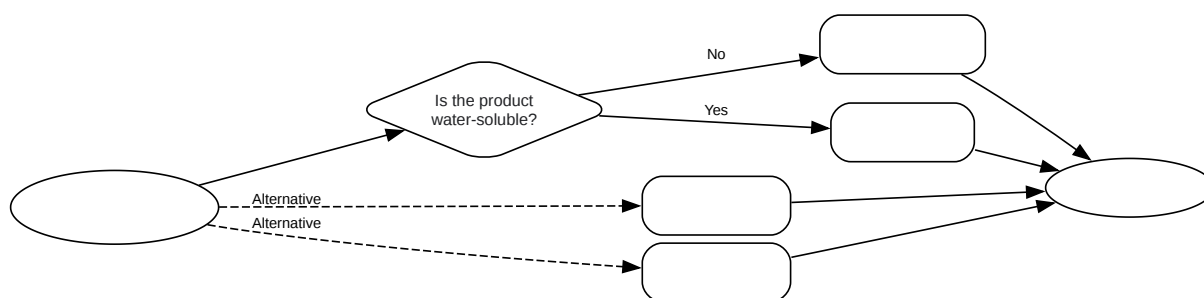 No
Is the product
water-soluble?
Yes
Alternative
Alternative